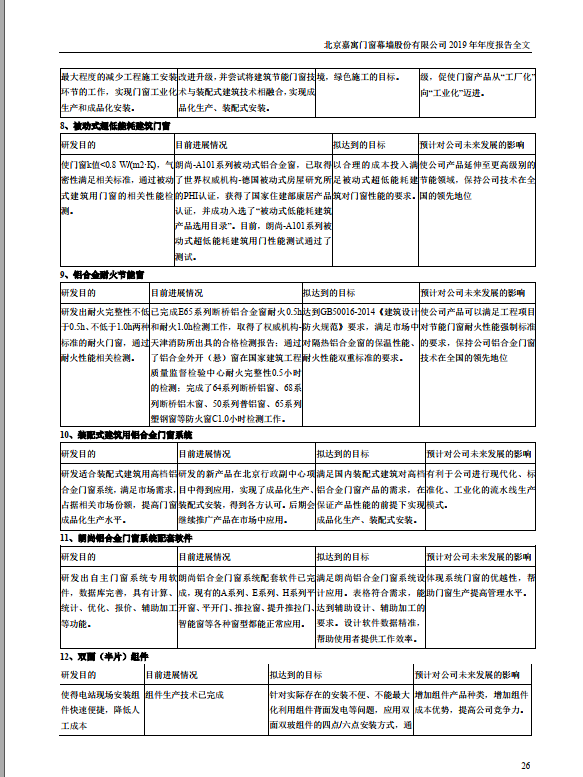 北京嘉寓门窗幕墙股份有限公司 2019 年年度报告全文
最大程度的减少工程施工安装
环节的工作，实现门窗工业化
生产和成品化安装。
改进升级，并尝试将建筑节能门窗技
术与装配式建筑技术相融合，实现成
品化生产、装配式安装。
境，绿色施工的目标。
级，促使门窗产品从“工厂化”
向“工业化”迈进。
8、被动式超低能耗建筑门窗
研发目的
目前进展情况
拟达到的目标
预计对公司未来发展的影响
使门窗k值<0.8 W/(m2·K)，气
密性满足相关标准，通过被动
式建筑用门窗的相关性能检
测。
朗尚-A101系列被动式铝合金窗，已取得
了世界权威机构-德国被动式房屋研究所
的PHI认证，获得了国家住建部康居产品
认证，并成功入选了“被动式低能耗建筑
产品选用目录”。目前，朗尚-A101系列被
动式超低能耗建筑用门性能测试通过了
测试。
以合理的成本投入满
足被动式超低能耗建
筑对门窗性能的要求。
使公司产品延伸至更高级别的
节能领域，保持公司技术在全
国的领先地位
9、铝合金耐火节能窗
研发目的
目前进展情况
拟达到的目标
预计对公司未来发展的影响
研发出耐火完整性不低
于0.5h、不低于1.0h两种
标准的耐火门窗，通过
耐火性能相关检测。
已完成E65系列断桥铝合金窗耐火0.5h
和耐火1.0h检测工作，取得了权威机构-
天津消防所出具的合格检测报告；通过
了铝合金外开（悬）窗在国家建筑工程
质量监督检验中心耐火完整性0.5小时
的检测；完成了64系列断桥铝窗、68系
列断桥铝木窗、50系列普铝窗、65系列
塑钢窗等防火窗C1.0小时检测工作。
达到GB50016-2014《建筑设计
防火规范》要求，满足市场中
对隔热铝合金窗的保温性能、
耐火性能双重标准的要求。
使公司产品可以满足工程项目
对节能门窗耐火性能强制标准
的要求，保持公司铝合金门窗
技术在全国的领先地位
10、装配式建筑用铝合金门窗系统
研发目的
目前进展情况
拟达到的目标
预计对公司未来发展的影响
研发适合装配式建筑用高档铝
合金门窗系统，满足市场需求，
占据相关市场份额，提高门窗
成品化生产水平。
研发的新产品在北京行政副中心项
目中得到应用，实现了成品化生产、
装配式安装，得到各方认可。后期会
继续推广产品在市场中应用。
满足国内装配式建筑对高档
铝合金门窗产品的需求，在
保证产品性能的前提下实现
成品化生产、装配式安装。
有利于公司进行现代化、标
准化、工业化的流水线生产
模式。
11、朗尚铝合金门窗系统配套软件
研发目的
目前进展情况
拟达到的目标
预计对公司未来发展的影响
研发出自主门窗系统专用软
件，数据库完善，具有计算、
统计、优化、报价、辅助加工
等功能。
朗尚铝合金门窗系统配套软件已完
成，现有的A系列、E系列、H系列平
开窗、平开门、推拉窗、提升推拉门、
智能窗等各种窗型都能正常应用。
满足朗尚铝合金门窗系统设
计应用。表格符合需求，能
达到辅助设计、辅助加工的
要求。设计软件数据精准，
帮助使用者提供工作效率。
体现系统门窗的优越性，帮
助门窗生产提高管理水平。
12、双面（半片）组件
研发目的
目前进展情况
拟达到的目标
预计对公司未来发展的影响
使得电站现场安装组
件快速便捷，降低人
工成本
组件生产技术已完成
针对实际存在的安装不便、不能最大
化利用组件背面发电等问题，应用双
面双玻组件的四点/六点安装方式，通
增加组件产品种类，增加组件
成本优势，提高公司竞争力。
26